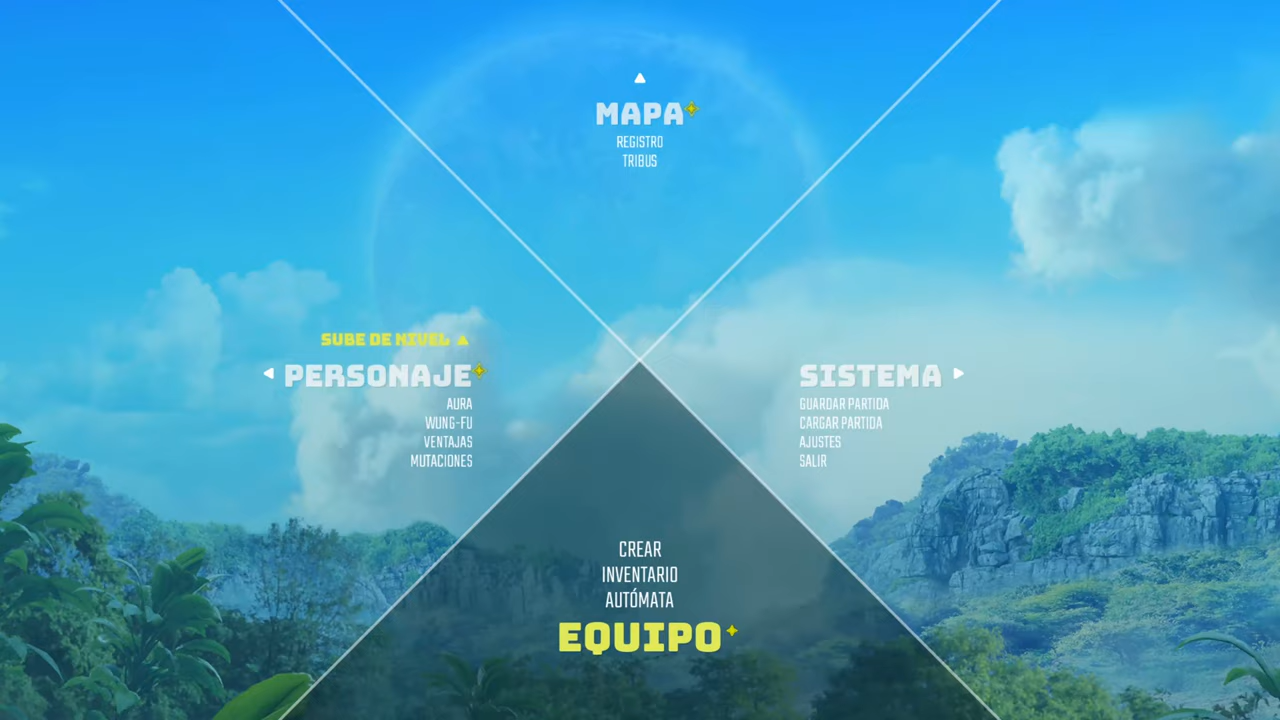 MAPA
REGISTRO
TRIBUS
SUBE DE NIVEL
PERSONAJE
AURA
WUNG-FU
VENTAJAS
MUTACIONES
SISTEMA
GUARDAR PARTIDA
CARGAR PARTIDA
AJUSTES
SALIR
CREAR
INVENTARIO
AUTÓMATA
EQUIPO